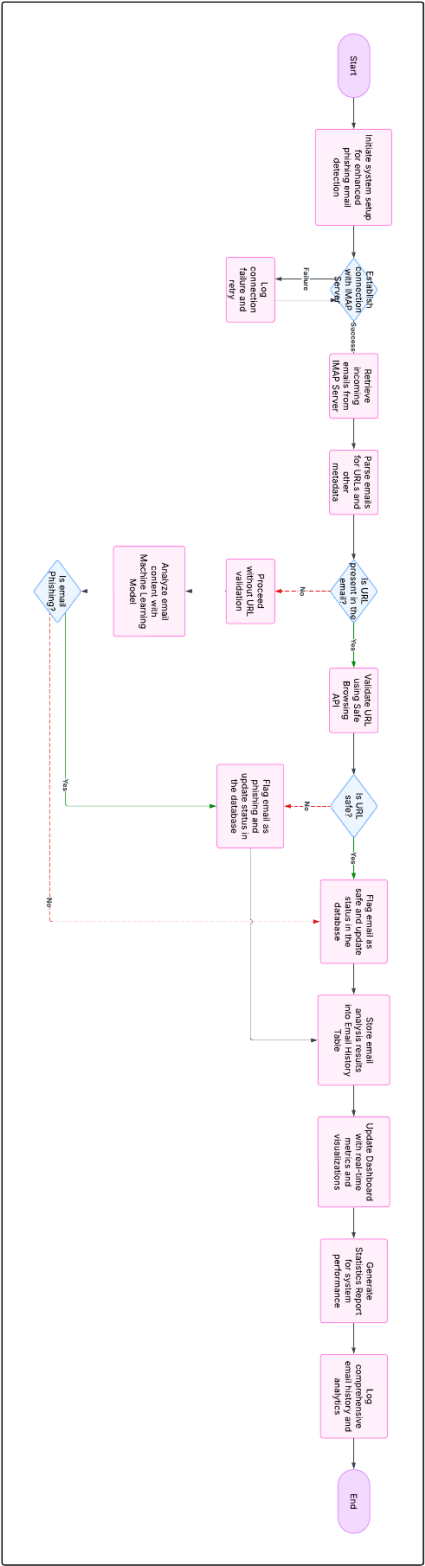 Start
Initiate system setup
for enhanced
phishing email
detection
Establish
connection
with IMAP
Server
Failure
Log
connection
failure and
retry
Success
Retrieve
incoming
emails from
IMAP Server
Parse emails
for URLs and
other
metadata
Is URL
present in the
email?
No
Proceed
without URL
validation
Analyze email
content with
Machine Learning
Model
Is email
Phishing?
Yes
Validate URL
using Safe
Browsing
API
Is URL
safe?
No
Flag email as
phishing and
update status in
the database
Yes
Yes
No
Flag email as
safe and update
status in the
database
Store email
analysis results
into Email History
Table
Update Dashboard
with real-time
metrics and
visualizations
Generate
Statistics Report
for system
performance
Log
comprehensive
email history and
analytics
End